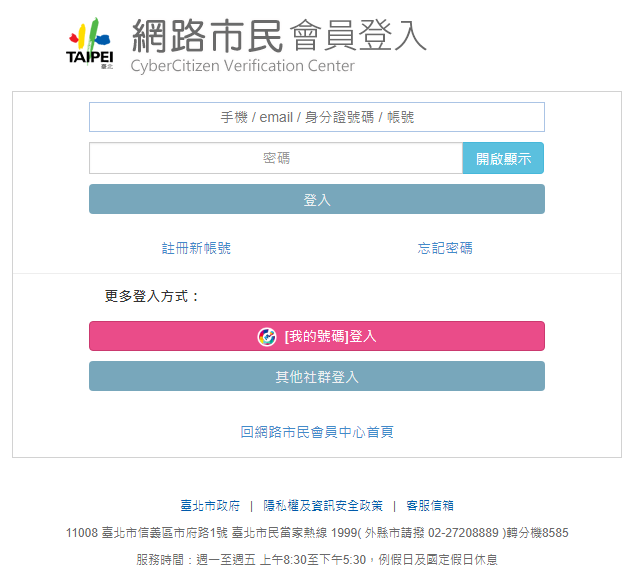 TAIPEI
臺北
網路市民 會員登入
CyberCitizen Verification Center
手機 / email / 身分證號碼 / 帳號
密碼 開啟顯示
登入
註冊新帳號 忘記密碼
更多登入方式：
[我的號碼]登入
其他社群登入
回網路市民會員中心首頁
臺北市政府 | 隱私權及資訊安全政策 | 客服信箱
11008 臺北市信義區市府路1號 臺北市民當家熱線 1999( 外縣市請撥 02-27208889 )轉分機8585
服務時間：週一至週五 上午8:30至下午5:30，例假日及國定假日休息